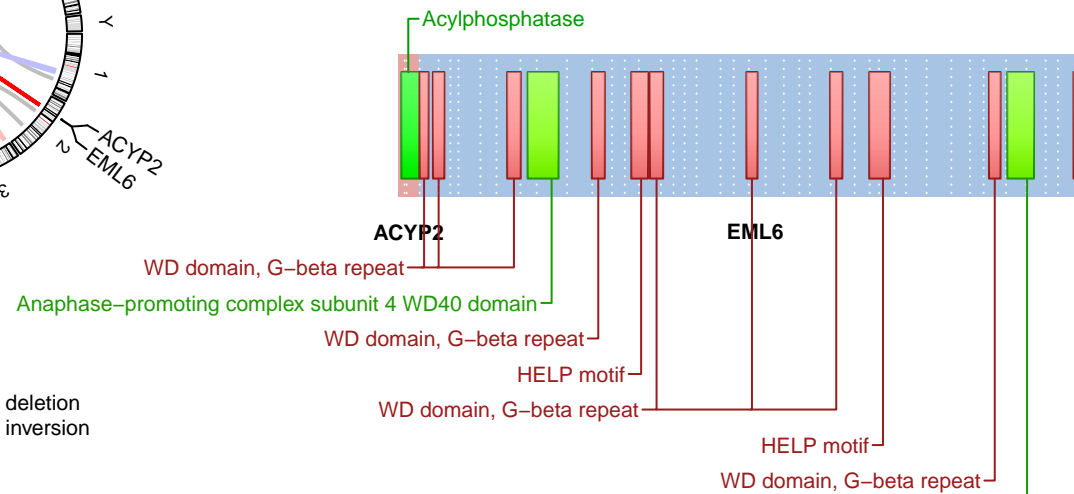 Acylphosphatase
Y
1
2
3
ACYP2
EML6
ACYP2
EML6
WD domain, G−beta repeat
Anaphase−promoting complex subunit 4 WD40 domain
WD domain, G−beta repeat
HELP motif
WD domain, G−beta repeat
deletion
inversion
HELP motif
WD domain, G−beta repeat